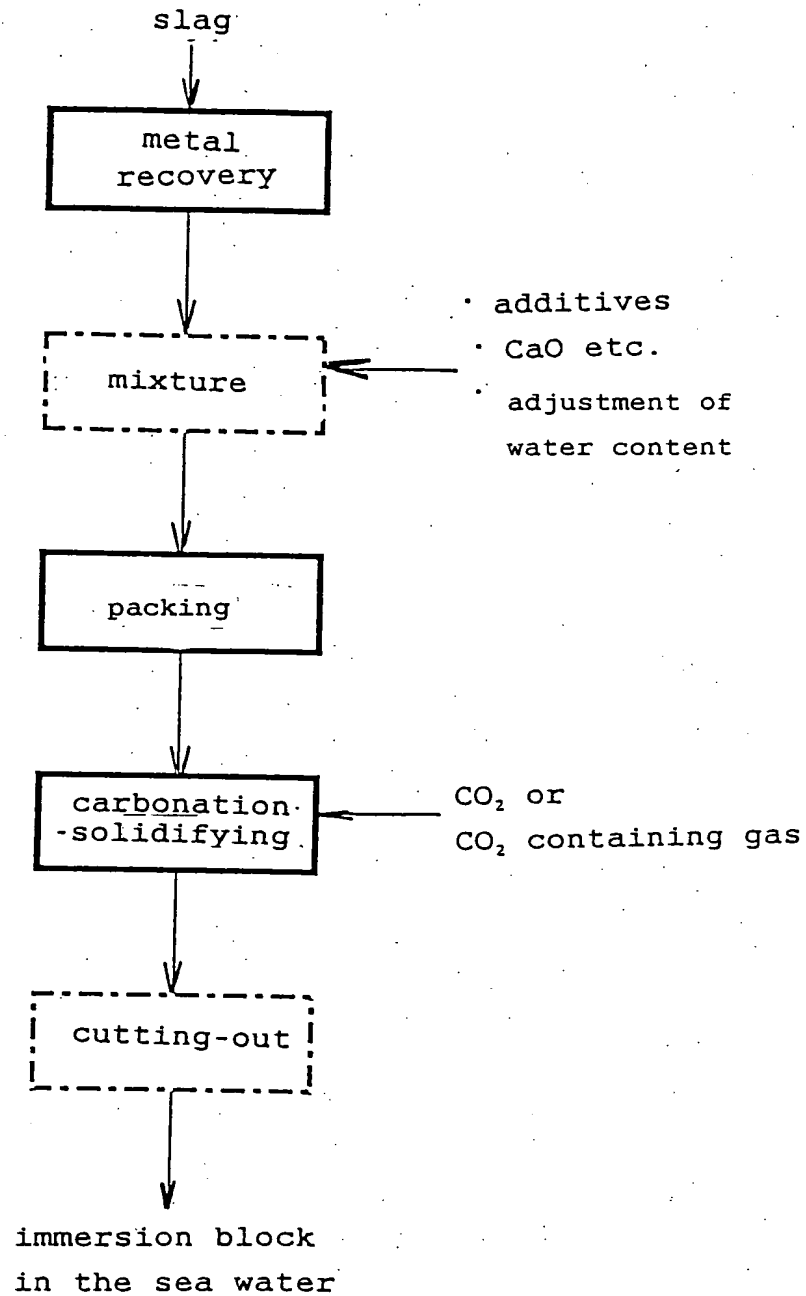 slag
metal
recovery
· additives
· CaO etc.
· adjustment of
water content
mixture
packing
carbonation
-solidifying
CO₂ or
CO₂ containing gas
cutting-out
immersion block
in the sea water